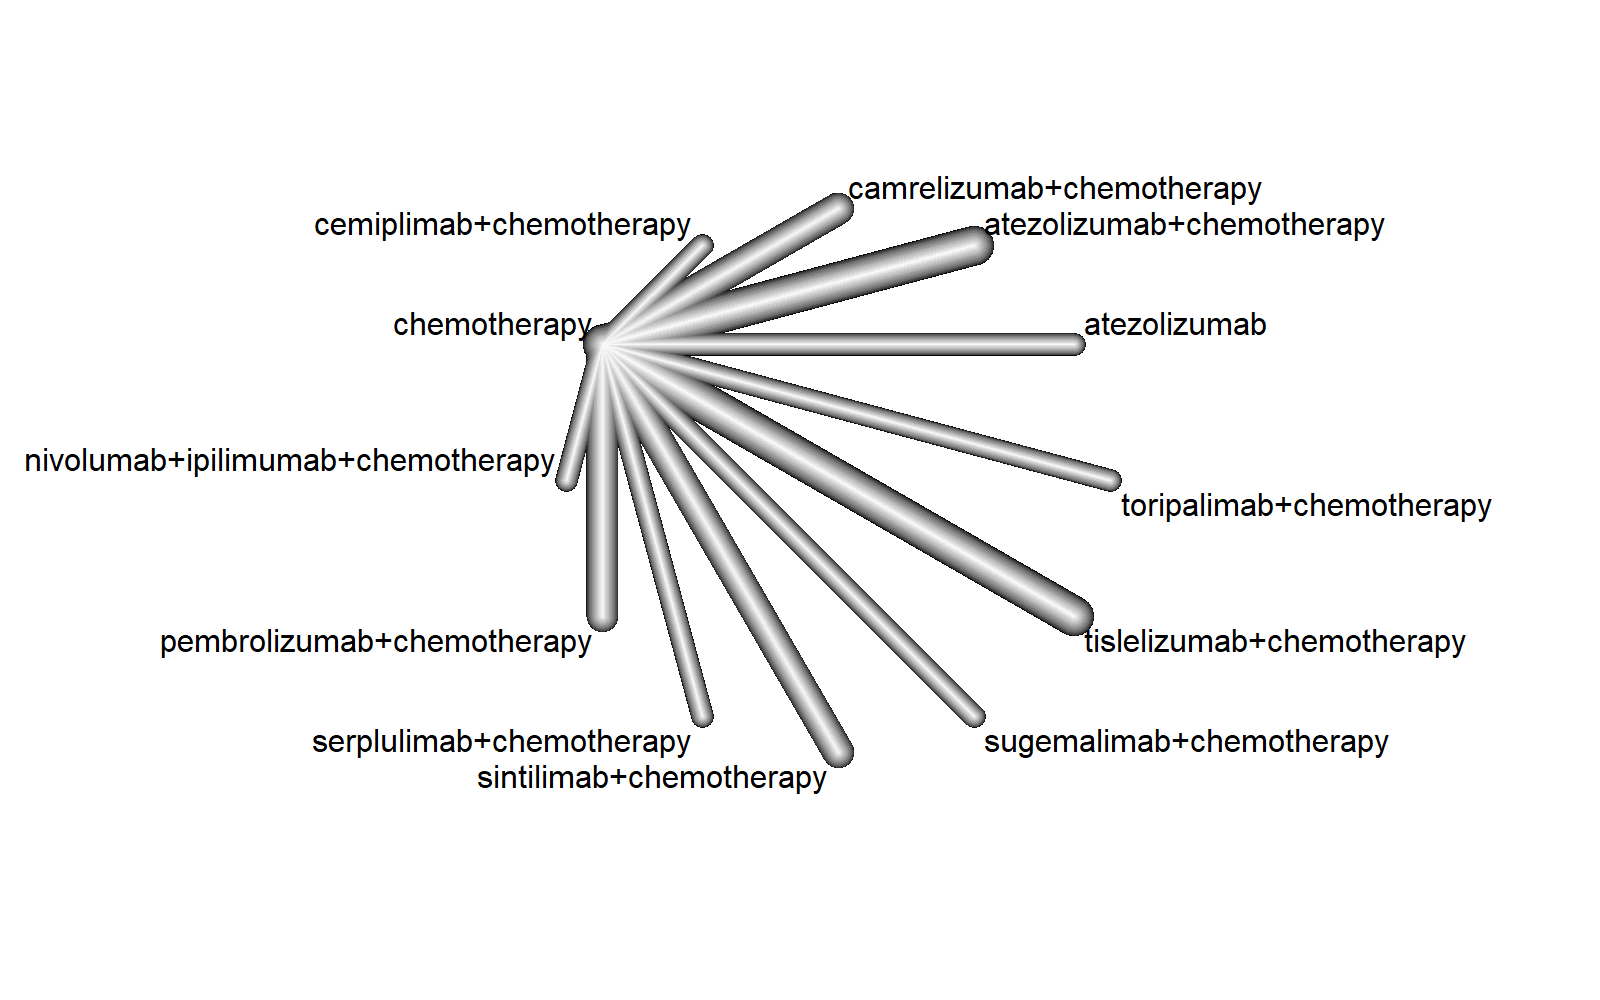 camrelizumab+chemotherapy
cemiplimab+chemotherapy
atezolizumab+chemotherapy
chemotherapy
atezolizumab
nivolumab+ipilimumab+chemotherapy
toripalimab+chemotherapy
pembrolizumab+chemotherapy
tislelizumab+chemotherapy
serplulimab+chemotherapy
sugemalimab+chemotherapy
sintilimab+chemotherapy